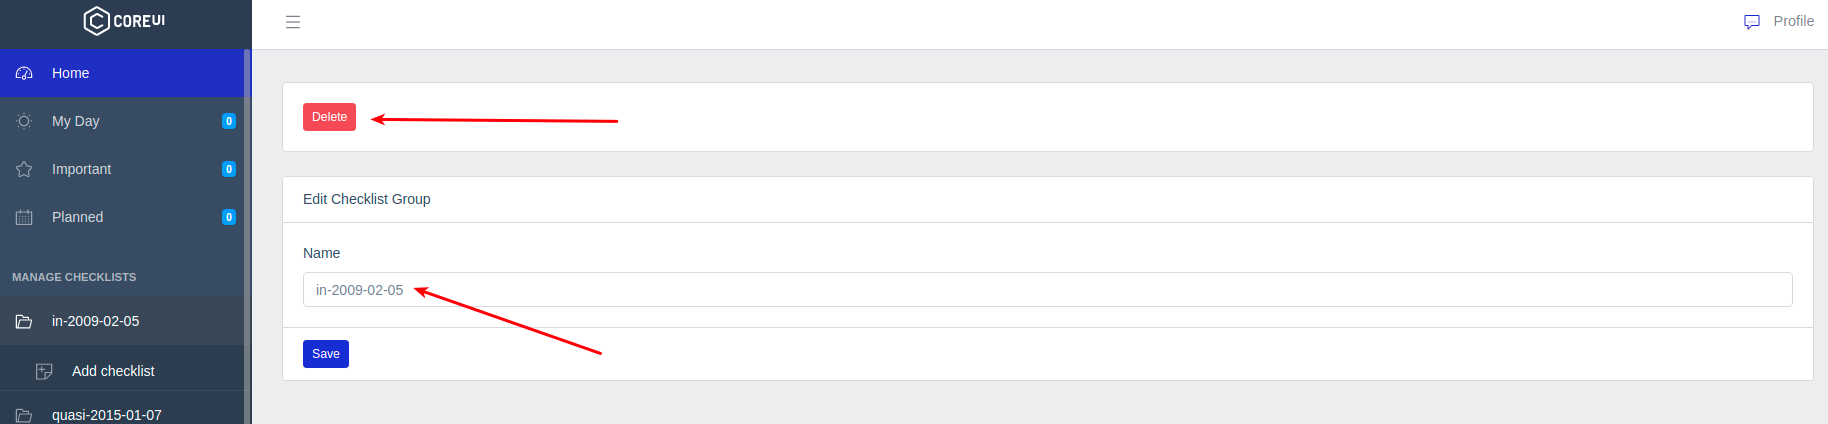 COREUI
Profile
Home
My Day 0
Important 0
Planned 0
MANAGE CHECKLISTS
in-2009-02-05
Add checklist
quasi-2015-01-07
Delete
Edit Checklist Group
Name
in-2009-02-05
Save